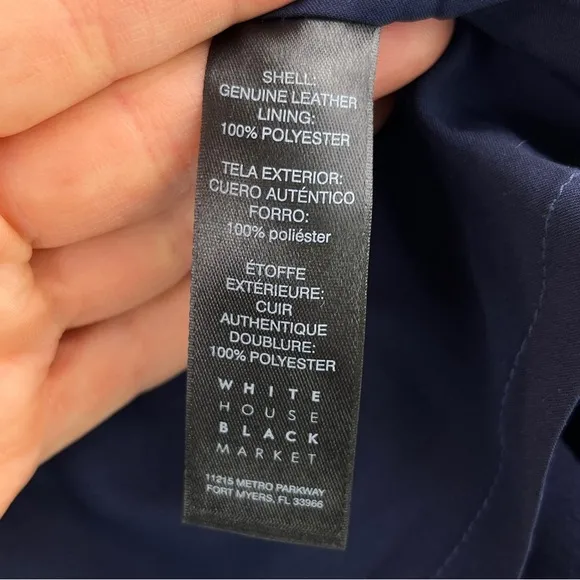 SHELL:
GENUINE LEATHER
LINING:
100% POLYESTER
TELA EXTERIOR:
CUERO AUTÉNTICO
FORRO:
100% poliéster
ÉTOFFE
EXTÉRIEURE:
CUIR
AUTHENTIQUE
DOUBLURE:
100% POLYESTER
WHITE
HOUSE
BLACK
MARKET
11215 METRO PARKWAY
FORT MYERS, FL 33966